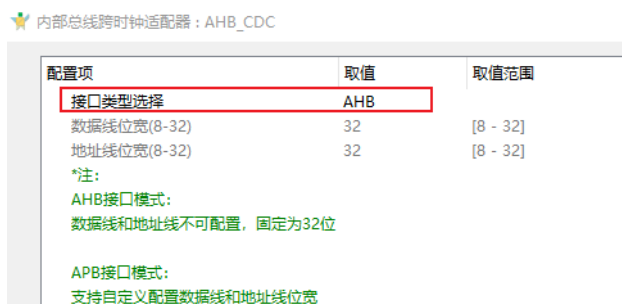 内部总线跨时钟适配器 : AHB_CDC
配置项 取值 取值范围
接口类型选择 AHB
数据线位宽(8-32) 32 [8 - 32]
地址线位宽(8-32) 32 [8 - 32]
*注:
AHB接口模式:
数据线和地址线不可配置，固定为32位
APB接口模式:
支持自定义配置数据线和地址线位宽